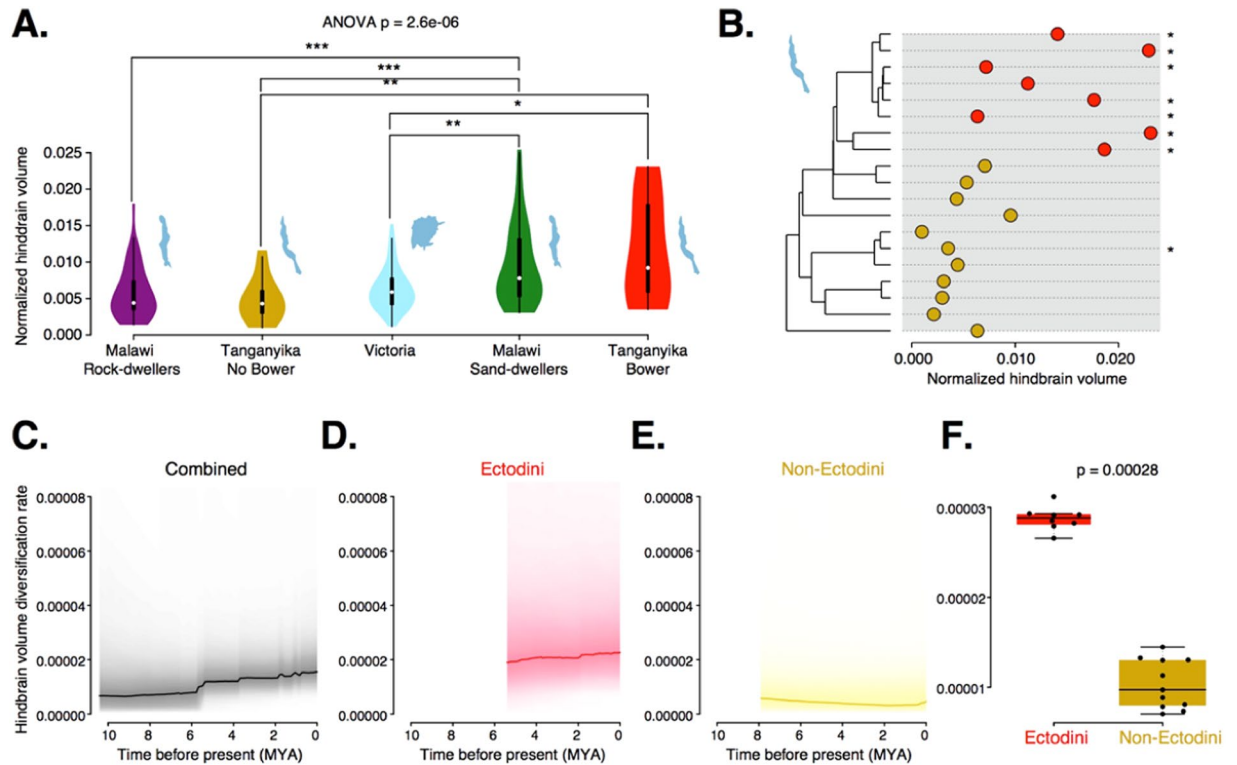 A.
ANOVA p = 2.6e-06
***
***
**
*
**
Normalized hinddrain volume
0.025
0.020
0.015
0.010
0.005
0.000
Malawi
Rock-dwellers
Tanganyika
No Bower
Victoria
Malawi
Sand-dwellers
Tanganyika
Bower
B.
*
*
*
*
*
*
*
*
0.000 0.010 0.020
Normalized hindbrain volume
C.
Combined
Hindbrain volume diversification rate
0.00008
0.00006
0.00004
0.00002
0.00000
10 8 6 4 2 0
Time before present (MYA)
D.
Ectodini
0.00008
0.00006
0.00004
0.00002
0.00000
10 8 6 4 2 0
Time before present (MYA)
E.
Non-Ectodini
0.00008
0.00006
0.00004
0.00002
0.00000
10 8 6 4 2 0
Time before present (MYA)
F.
p = 0.00028
0.00003
0.00002
0.00001
Ectodini Non-Ectodini